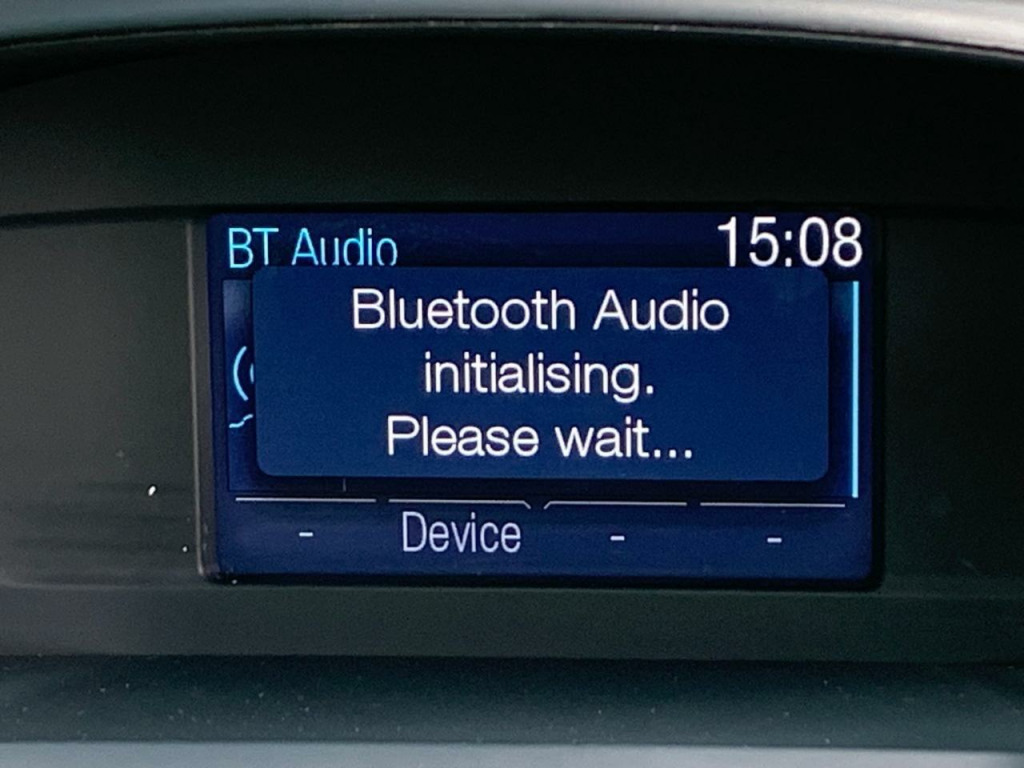 BT Audio 15:08
Bluetooth Audio
initialising.
Please wait...
- Device - -